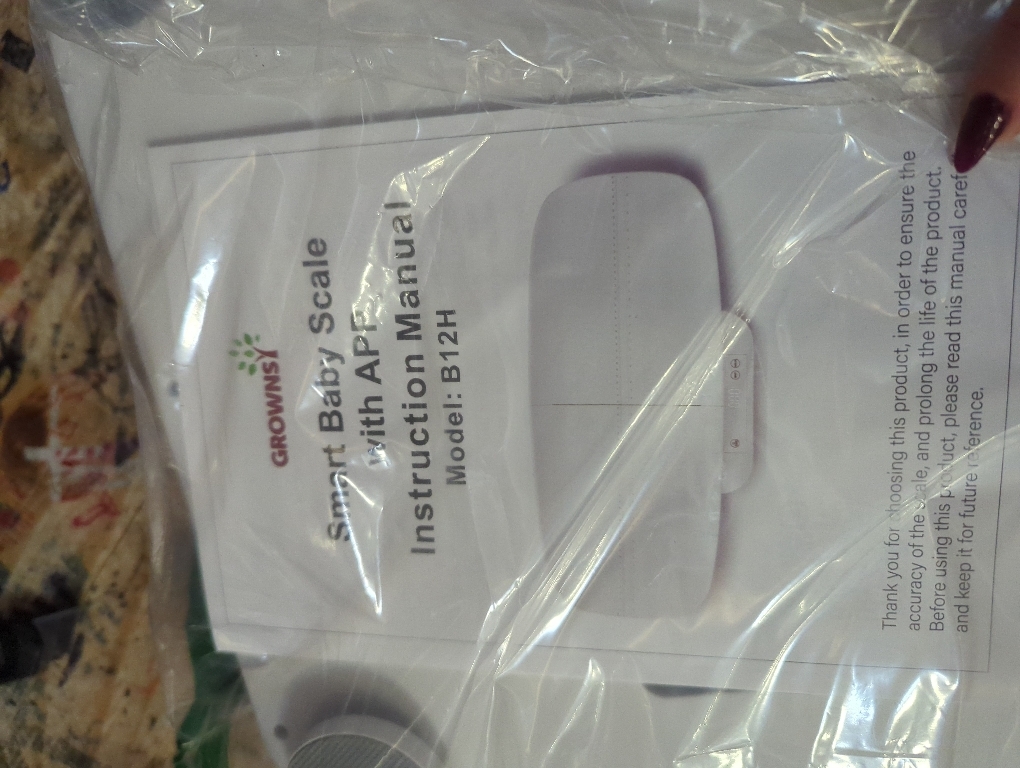 GROWNSY
Smart Baby Scale
with APP
Instruction Manual
Model: B12H
Thank you for choosing this product, in order to ensure the
accuracy of the scale, and prolong the life of the product.
Before using this product, please read this manual caref
and keep it for future reference.